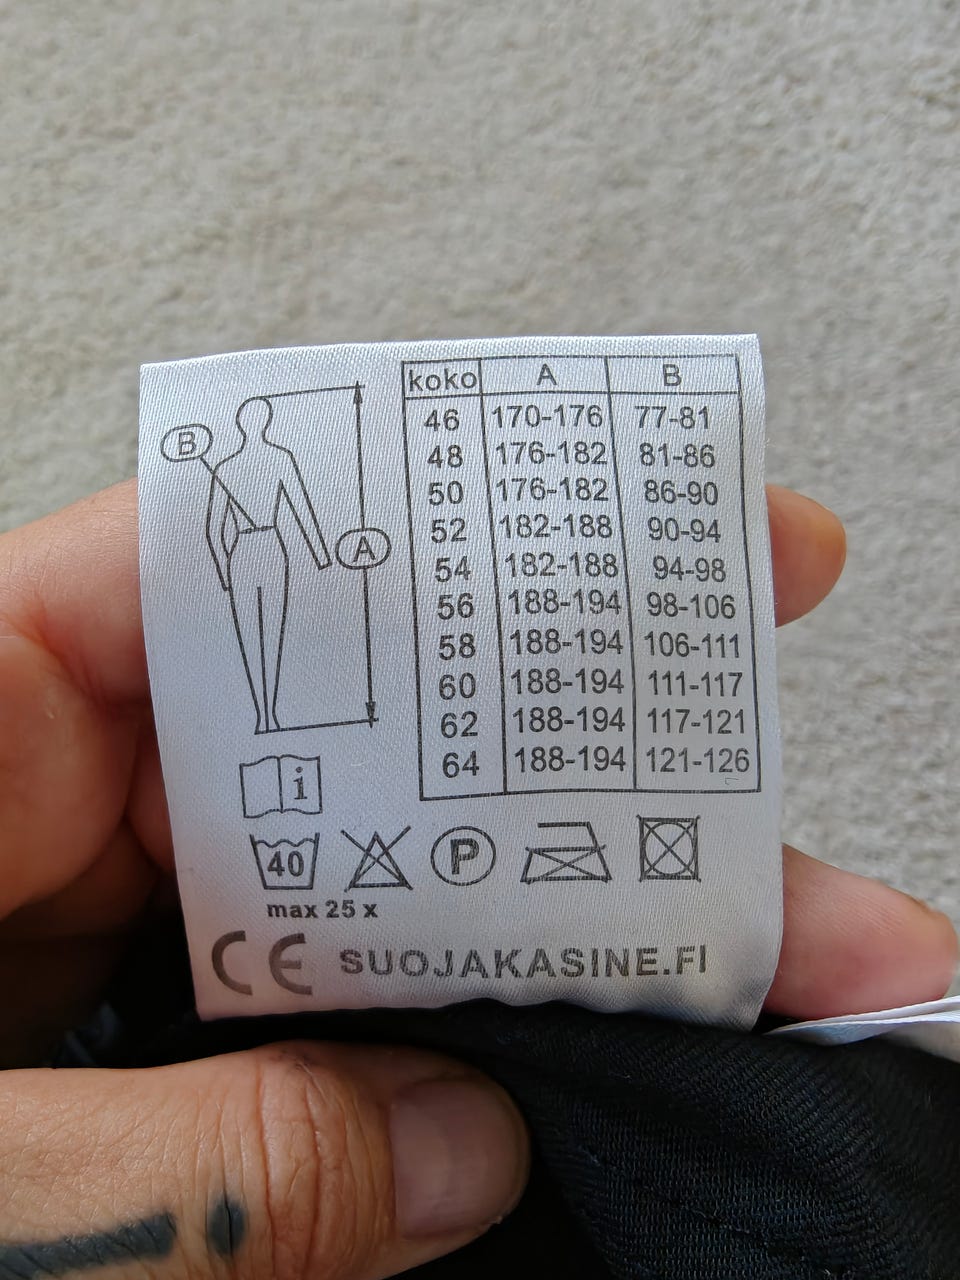 koko A B
46 170-176 77-81
48 176-182 81-86
50 176-182 86-90
52 182-188 90-94
54 182-188 94-98
56 188-194 98-106
58 188-194 106-111
60 188-194 111-117
62 188-194 117-121
64 188-194 121-126
B
A
i
40 P
max 25 x
CE SUOJAKASINE.FI